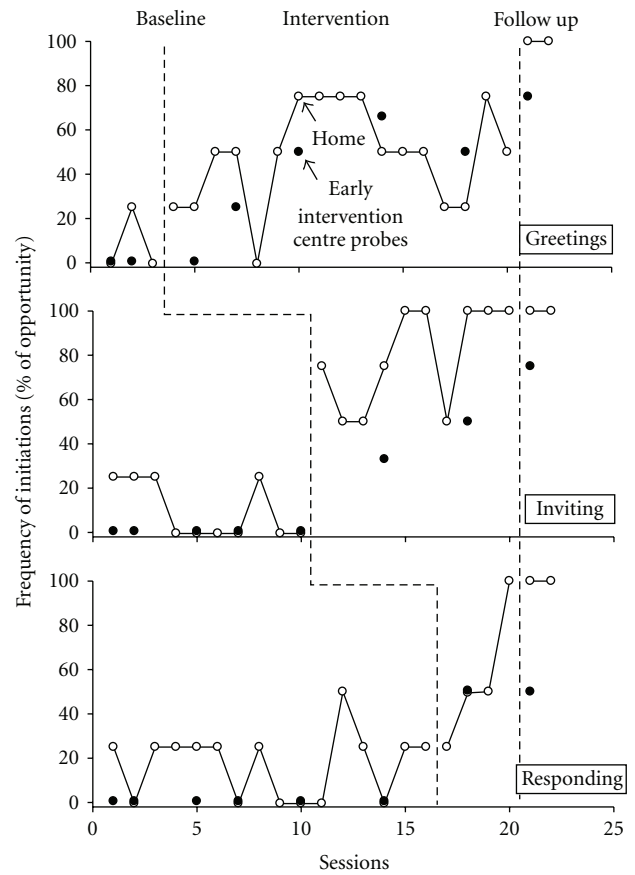 Baseline Intervention Follow up
100
80
60
40
20
0
Home
Early
intervention
centre probes
Greetings
Frequency of initiations (% of opportunity)
100
80
60
40
20
0
Inviting
100
80
60
40
20
0
Responding
0 5 10 15 20 25
Sessions